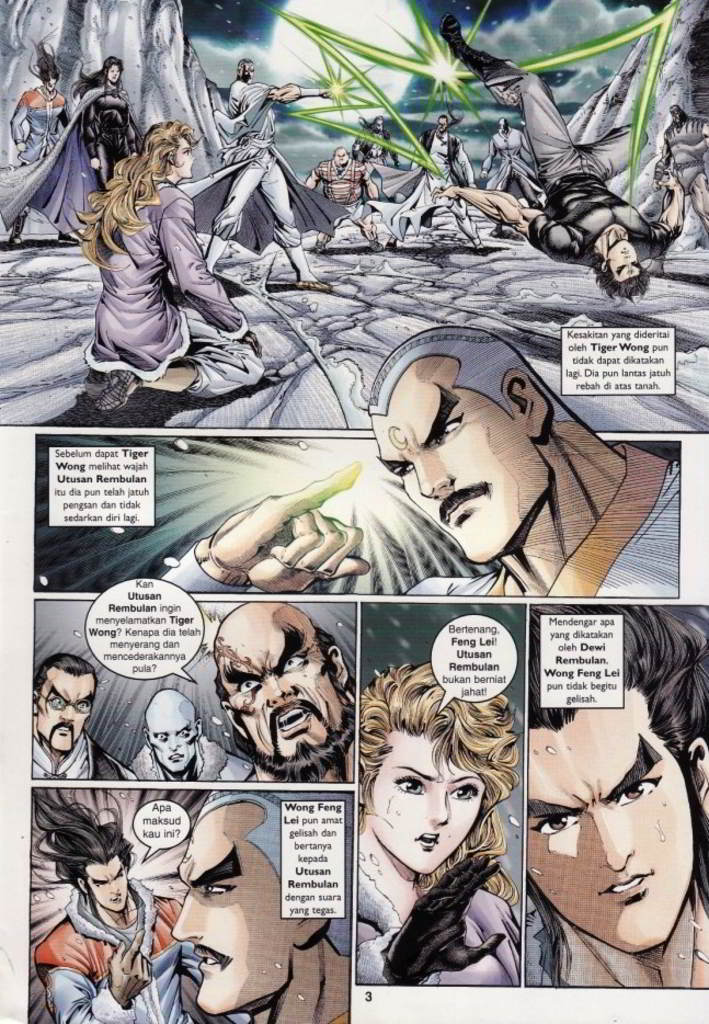 Kesakitan yang dideritai
oleh Tiger Wong pun
tidak dapat dikatakan
lagi. Dia pun lantas jatuh
rebah di atas tanah.
Sebelum dapat Tiger
Wong melihat wajah
Utusan Rembulan
itu dia pun telah jatuh
pengsan dan tidak
sedarkan diri lagi.
Kan
Utusan
Rembulan ingin
menyelamatkan Tiger
Wong? Kenapa dia telah
menyerang dan
mencederakannya
pula?
Bertenang,
Feng Lei!
Utusan
Rembulan
bukan
jahat!
Mendengar apa
yang dikatakan
oleh Dewi
Rembulan,
Wong Feng Lei
pun tidak begitu
gelisah.
Apa
maksud
kau ini?
Wong Feng
Lei pun amat
gelisah dan
bertanya
kepada
Utusan
Rembulan
dengan suara
yang tegas.
3